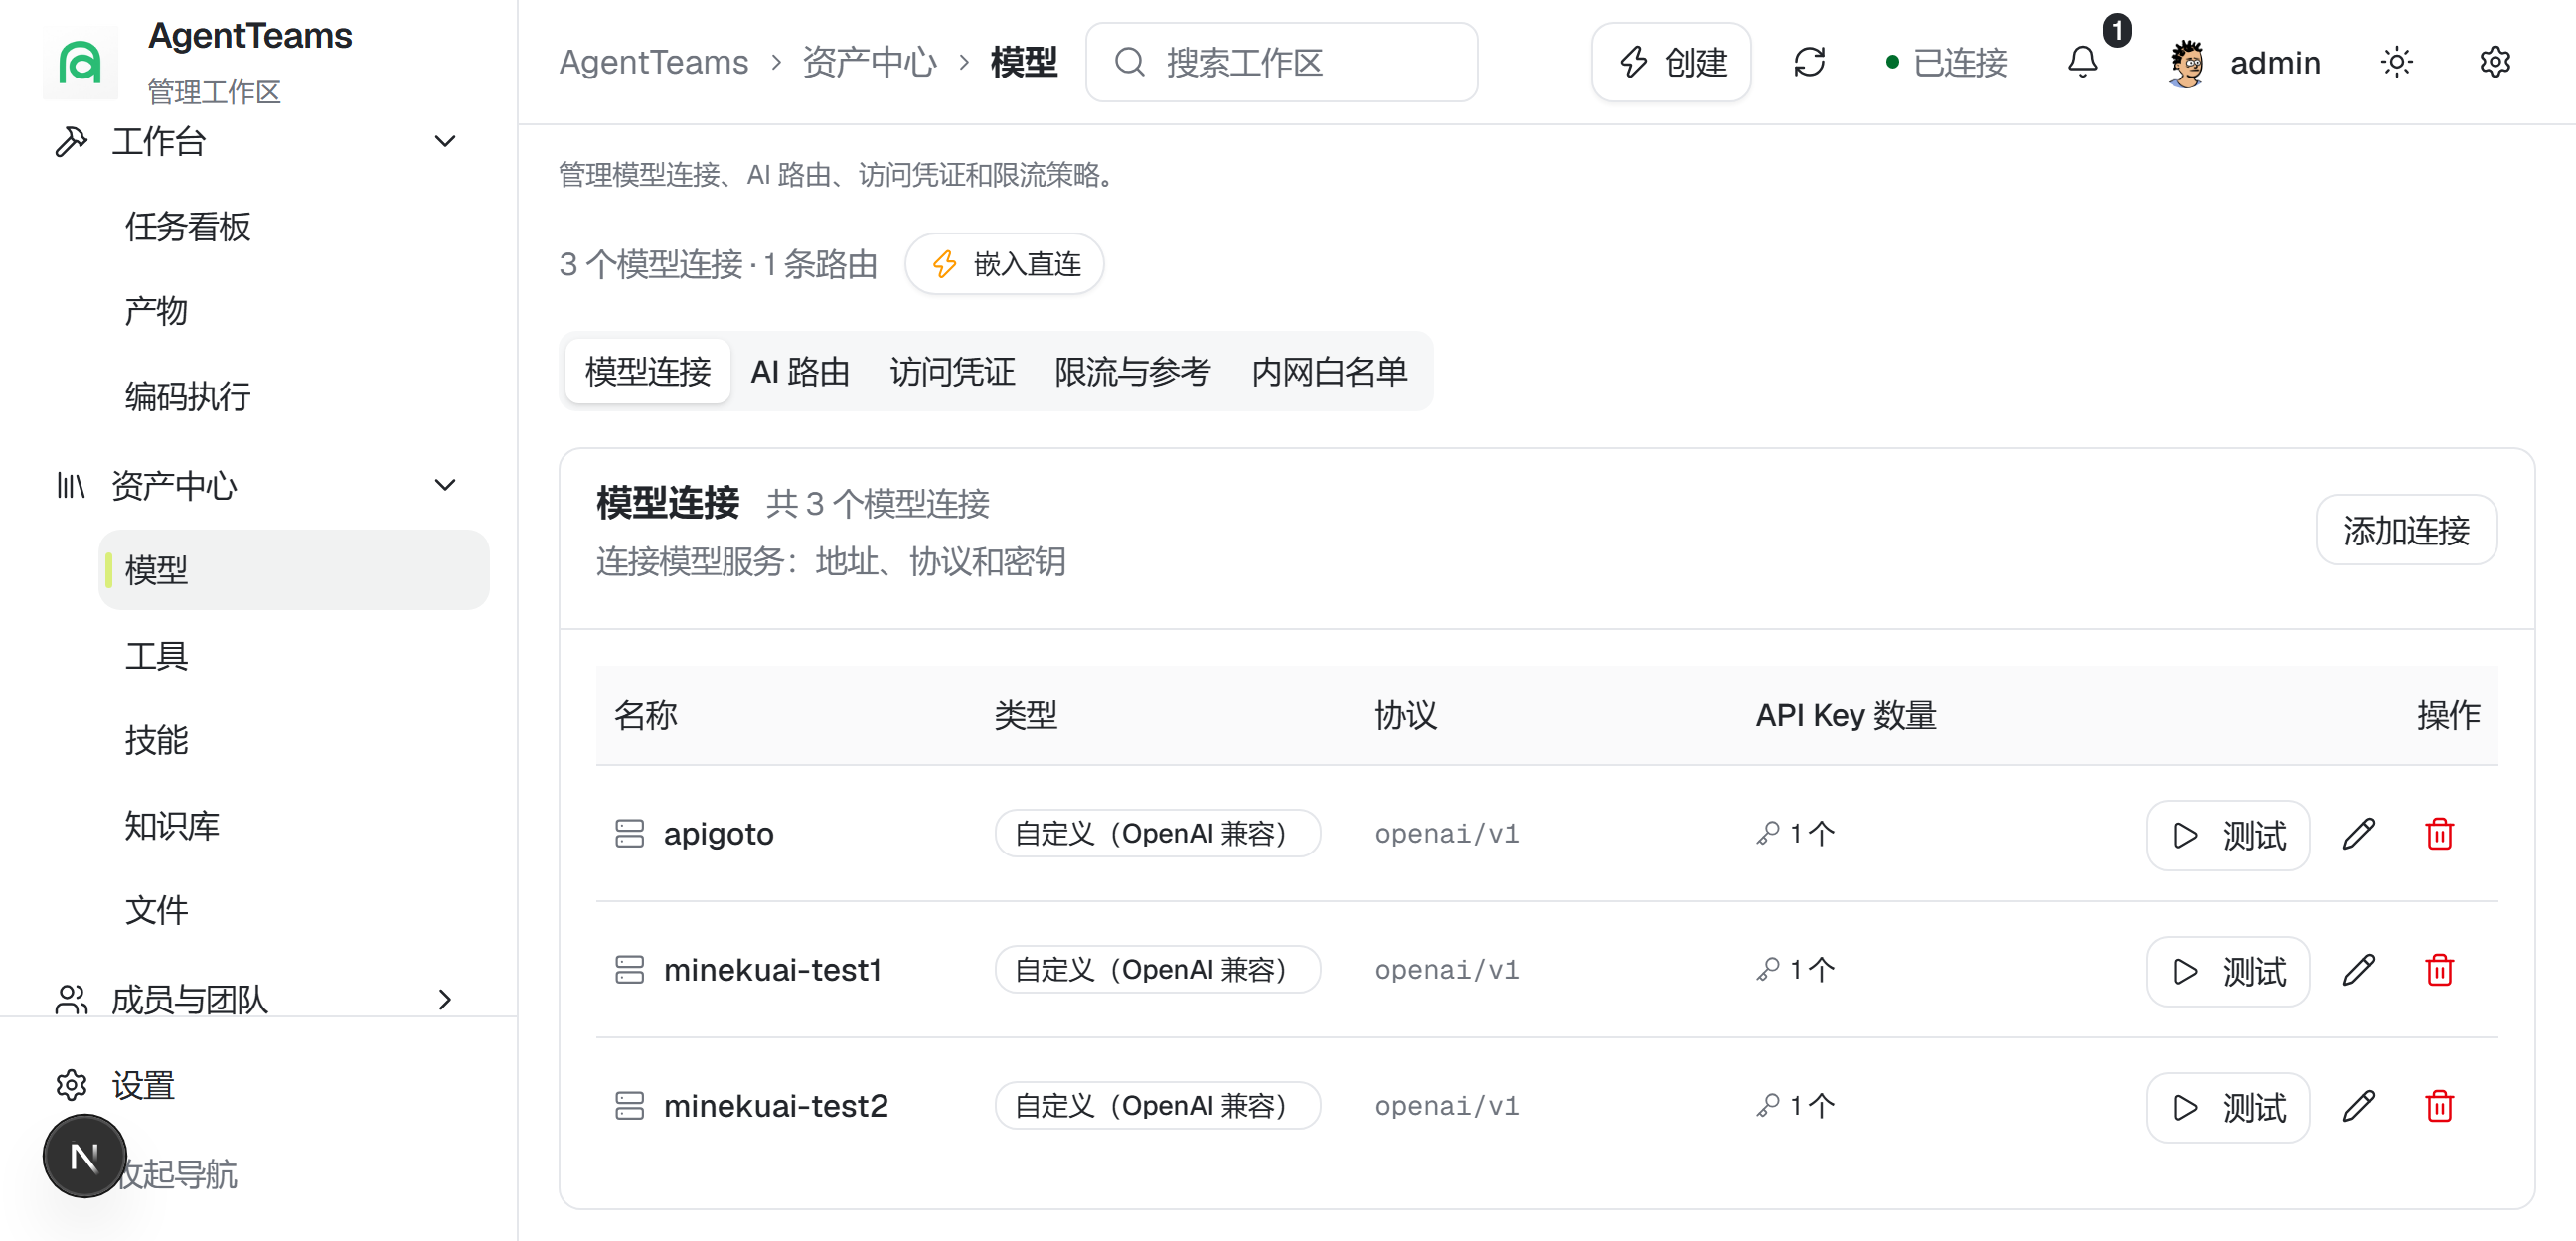 AgentTeams
管理工作区
工作台
任务看板
产物
编码执行
资产中心
模型
工具
技能
知识库
文件
成员与团队
设置
N
起导航
AgentTeams > 资产中心 > 模型
搜索工作区
创建
已连接
1
admin
管理模型连接、AI 路由、访问凭证和限流策略。
3 个模型连接 · 1 条路由
嵌入直连
模型连接 AI 路由 访问凭证 限流与参考 内网白名单
模型连接 共 3 个模型连接
连接模型服务：地址、协议和密钥
添加连接
名称 类型 协议 API Key 数量 操作
apigoto 自定义（OpenAI 兼容） openai/v1 1 个 测试
minekuai-test1 自定义（OpenAI 兼容） openai/v1 1 个 测试
minekuai-test2 自定义（OpenAI 兼容） openai/v1 1 个 测试